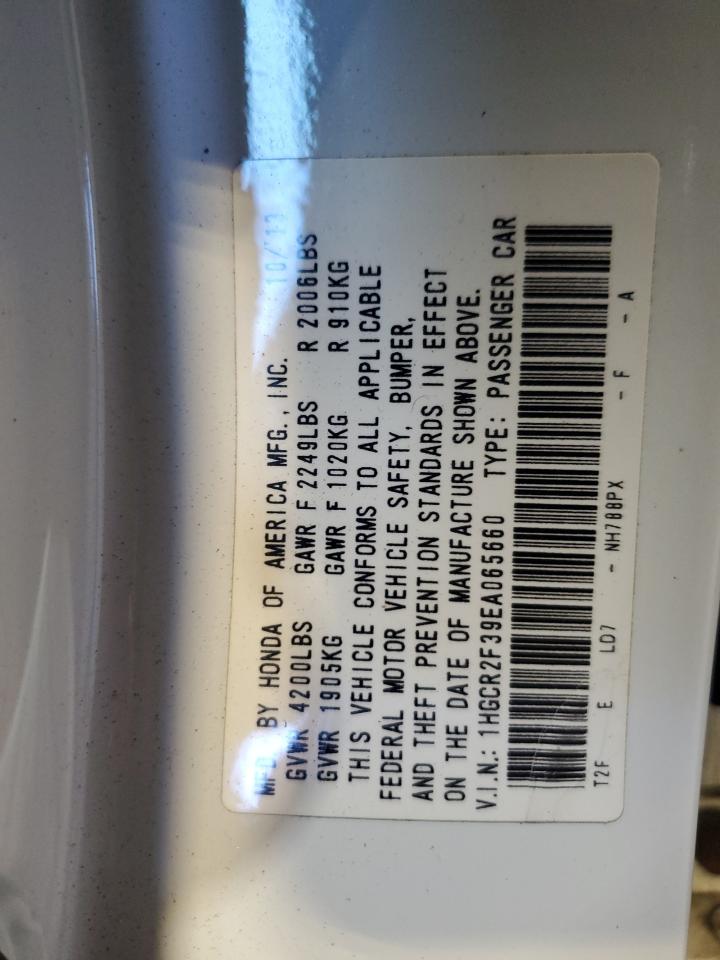 MFD BY HONDA OF AMERICA MFG., INC. 10/13
GVWR 4200LBS GAWR F 2249LBS R 2006LBS
GVWR 1905KG GAWR F 1020KG R 910KG
THIS VEHICLE CONFORMS TO ALL APPLICABLE
FEDERAL MOTOR VEHICLE SAFETY, BUMPER,
AND THEFT PREVENTION STANDARDS IN EFFECT
ON THE DATE OF MANUFACTURE SHOWN ABOVE.
V.I.N.: 1HGCR2F39EA065660 TYPE: PASSENGER CAR
T2F E LD7 - NH788PX - F - A